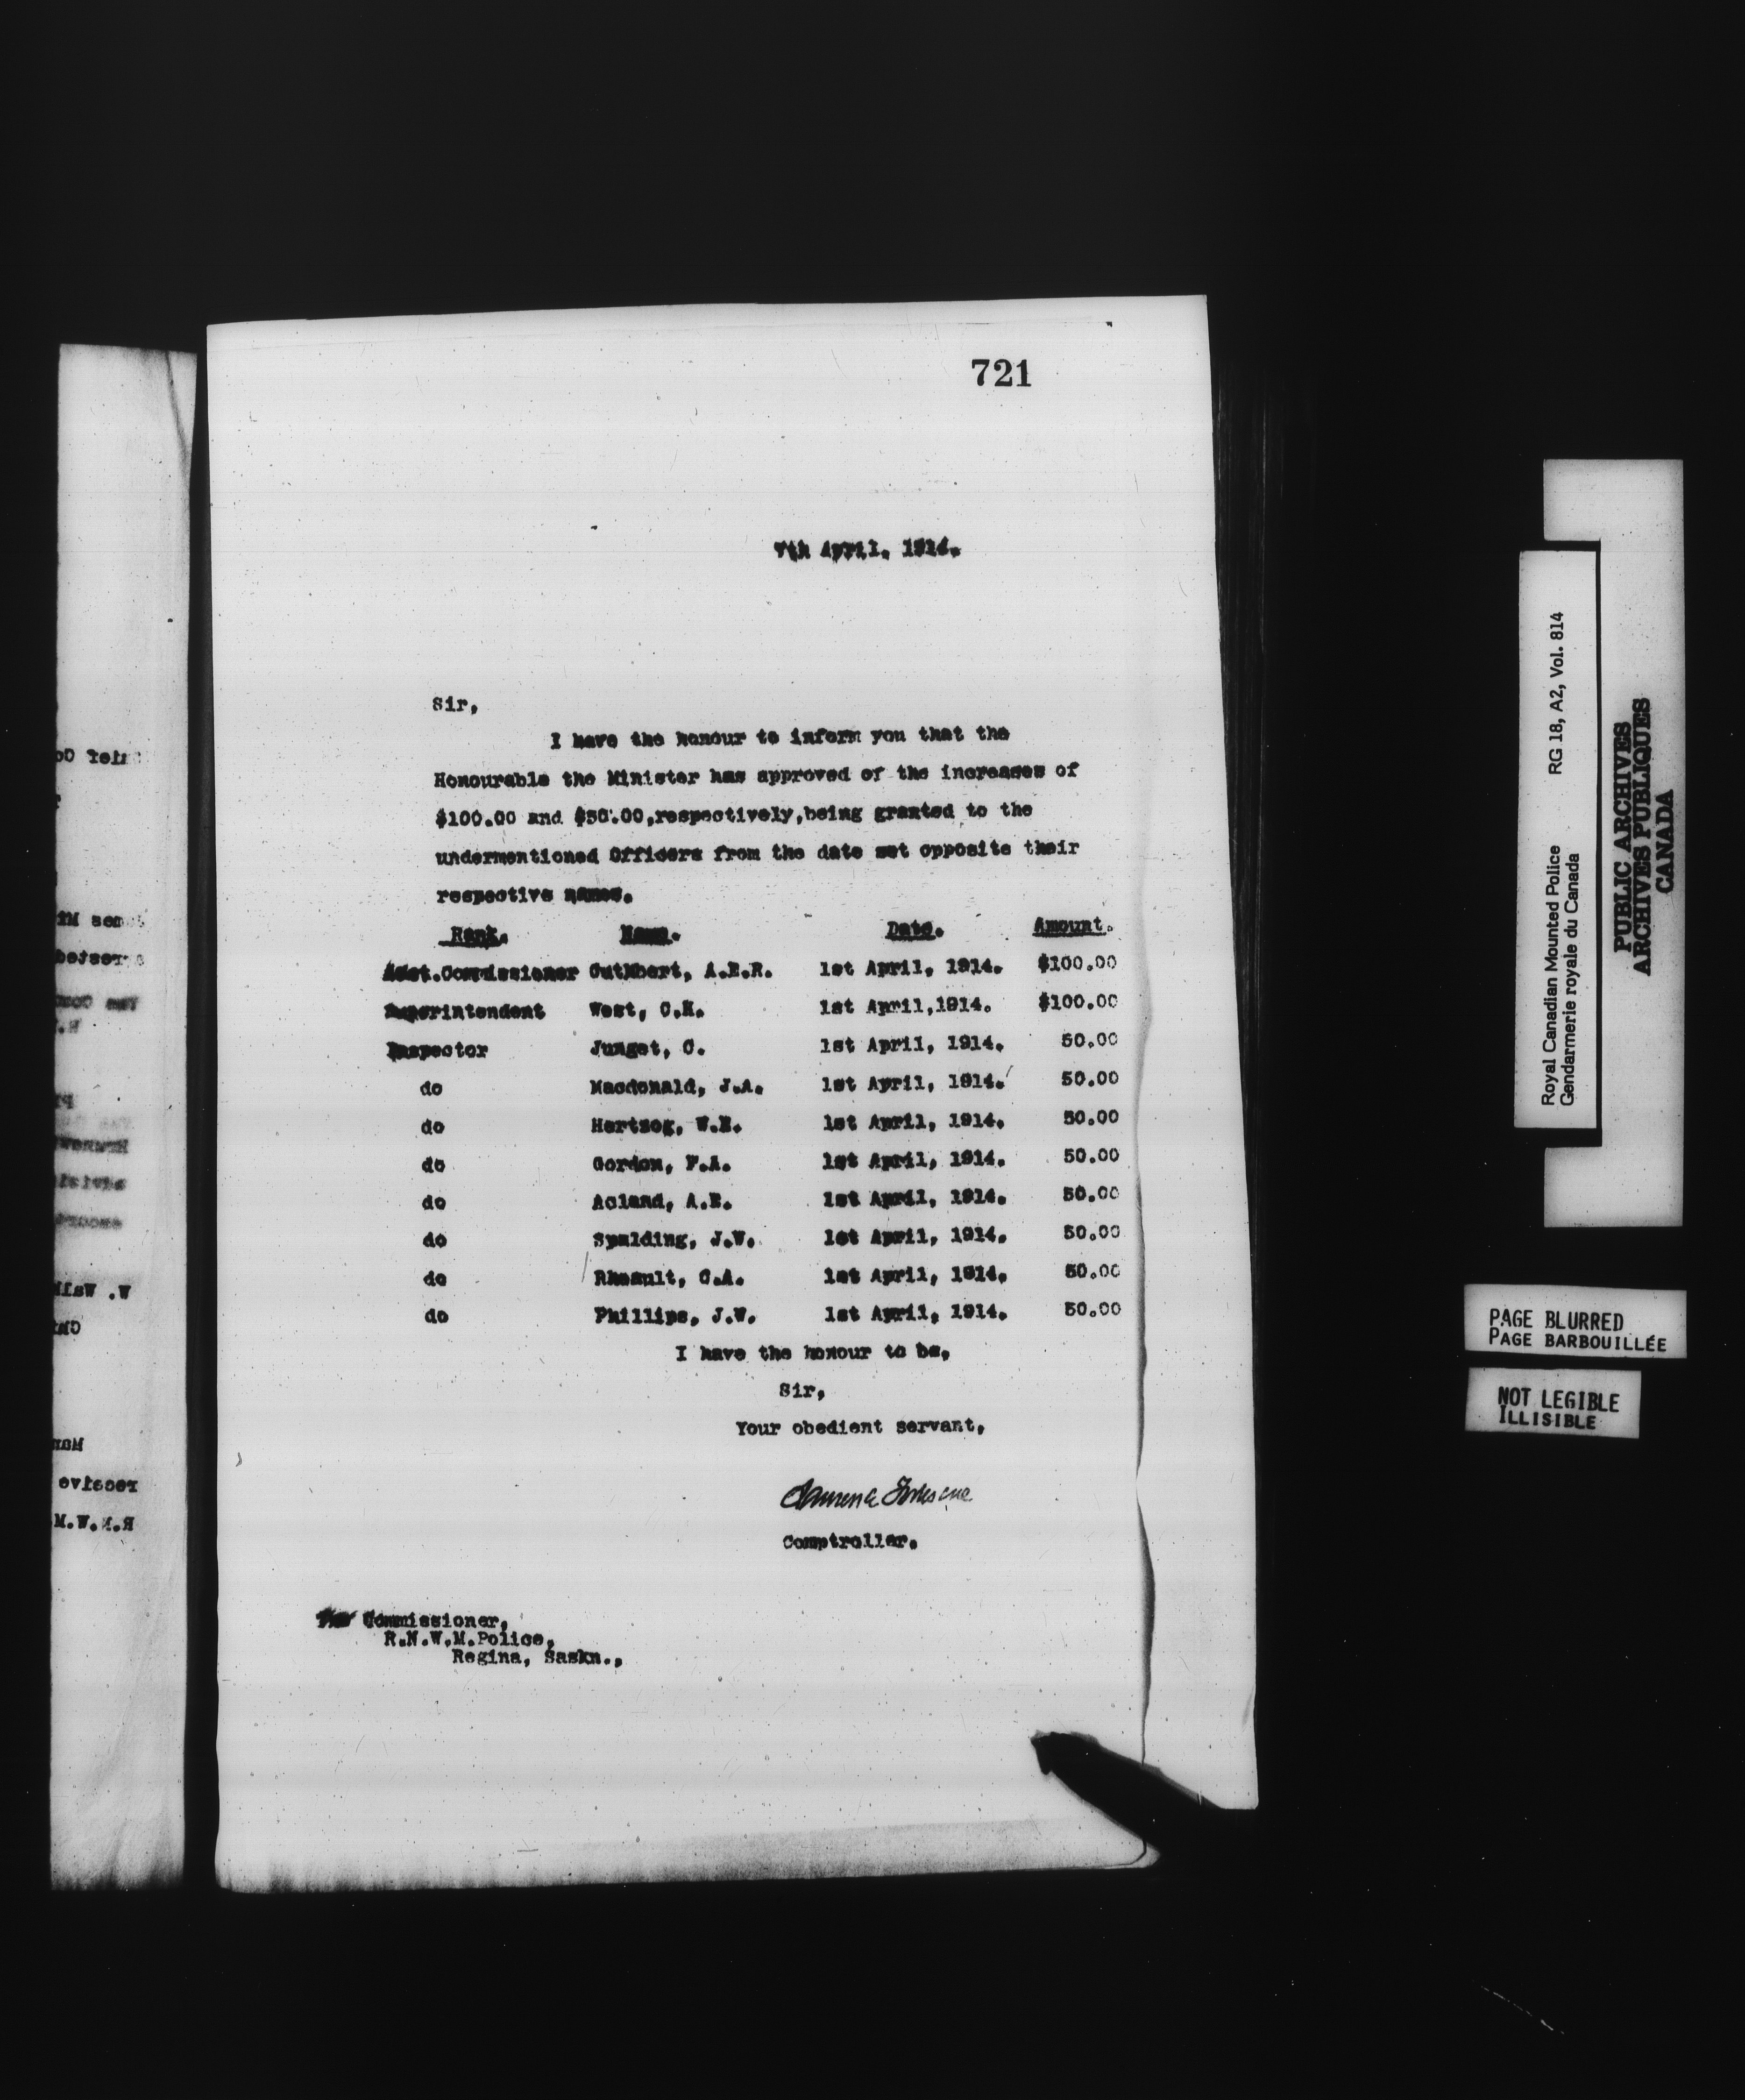 721
7th April, 1914.
Sir,
I have the honour to inform you that the
Honourable the Minister has approved of the increases of
$100.00 and $50.00,respectively,being granted to the
undermentioned Officers from the date set opposite their
respective names.
Rank. Name. Date. Amount.
Asst.Commissioner Cuthbert, A.E.R. 1st April, 1914. $100.00
Superintendent West, C.H. 1st April,1914. $100.00
Inspector Junget, C. 1st April, 1914. 50.00
do Macdonald, J.A. 1st April, 1914. 50.00
do Hertzog, W.E. 1st April, 1914. 50.00
do Gordon, F.A. 1st April, 1914. 50.00
do Acland, A.E. 1st April, 1914. 50.00
do Spalding, J.W. 1st April, 1914. 50.00
do Rheault, C.A. 1st April, 1914. 50.00
do Phillips, J.W. 1st April, 1914. 50.00
I have the honour to be,
Sir,
Your obedient servant,
Laurence Fortescue
Comptroller.
The Commissioner,
R.N.W.M.Police,
Regina, Saskn.,
Royal Canadian Mounted Police RG 18, A2, Vol. 814
Gendarmerie royale du Canada
PUBLIC ARCHIVES
ARCHIVES PUBLIQUES
CANADA
PAGE BLURRED
PAGE BARBOUILLÉE
NOT LEGIBLE
ILLISIBLE